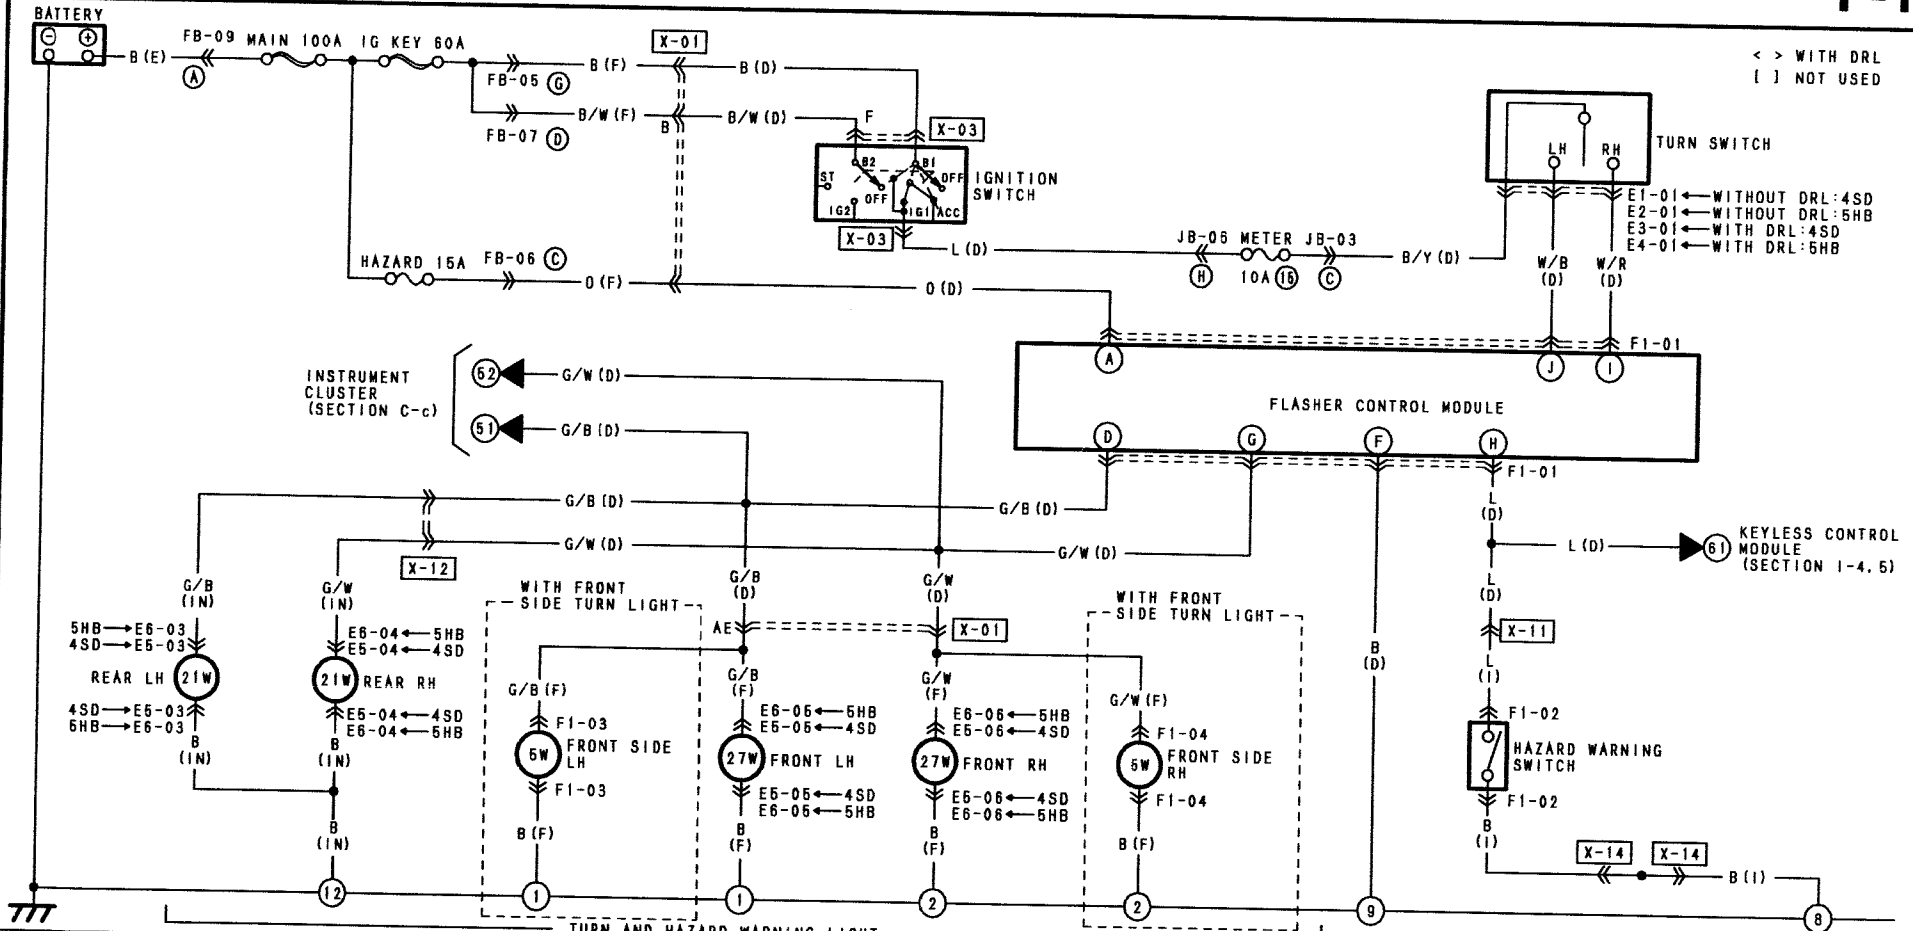 BATTERY
FB-09 MAIN 100A IG KEY 60A
X-01
B(E)
A
FB-05 G
B(F)
B(D)
< > WITH DRL
[ ] NOT USED
FB-07 D
B/W(F)
B
B/W(D)
F
X-03
B2
B1
ST
OFF
OFF
IG2
IG1
ACC
IGNITION
SWITCH
X-03
LH
RH
TURN SWITCH
E1-01 WITHOUT DRL:4SD
E2-01 WITHOUT DRL:5HB
E3-01 WITH DRL:4SD
E4-01 WITH DRL:5HB
L(D)
JB-05 METER JB-03
H
10A 15
C
B/Y(D)
W/B
(D)
W/R
(D)
HAZARD 15A
FB-06 C
O(F)
O(D)
F1-01
A
J
I
FLASHER CONTROL MODULE
D
G
F
H
F1-01
INSTRUMENT
CLUSTER
(SECTION C-c)
52
G/W(D)
51
G/B(D)
G/B(D)
G/B(D)
L
(D)
G/W(D)
G/W(D)
X-12
L(D)
61
KEYLESS CONTROL
MODULE
(SECTION I-4,5)
G/B
(IN)
G/W
(IN)
WITH FRONT
SIDE TURN LIGHT
G/B
(D)
G/W
(D)
WITH FRONT
SIDE TURN LIGHT
L
(D)
5HB E6-03
4SD E5-03
E6-04 5HB
E5-04 4SD
AE
X-01
X-11
REAR LH
21W
21W
REAR RH
G/B(F)
G/B
(F)
G/W
(F)
G/W(F)
B
(D)
L
(I)
4SD E5-03
5HB E6-03
E5-04 4SD
E6-04 5HB
B
(IN)
B
(IN)
F1-03
5W
FRONT SIDE
LH
F1-03
E6-05 5HB
E5-05 4SD
27W
FRONT LH
E5-05 4SD
E6-05 5HB
E6-06 5HB
E5-06 4SD
27W
FRONT RH
E5-06 4SD
E6-06 5HB
F1-04
5W
FRONT SIDE
RH
F1-04
F1-02
HAZARD WARNING
SWITCH
F1-02
B
(IN)
B(F)
B
(F)
B
(F)
B(F)
B
(I)
X-14
X-14
B(I)
12
1
1
2
2
9
8
TURN AND HAZARD WARNING LIGHT